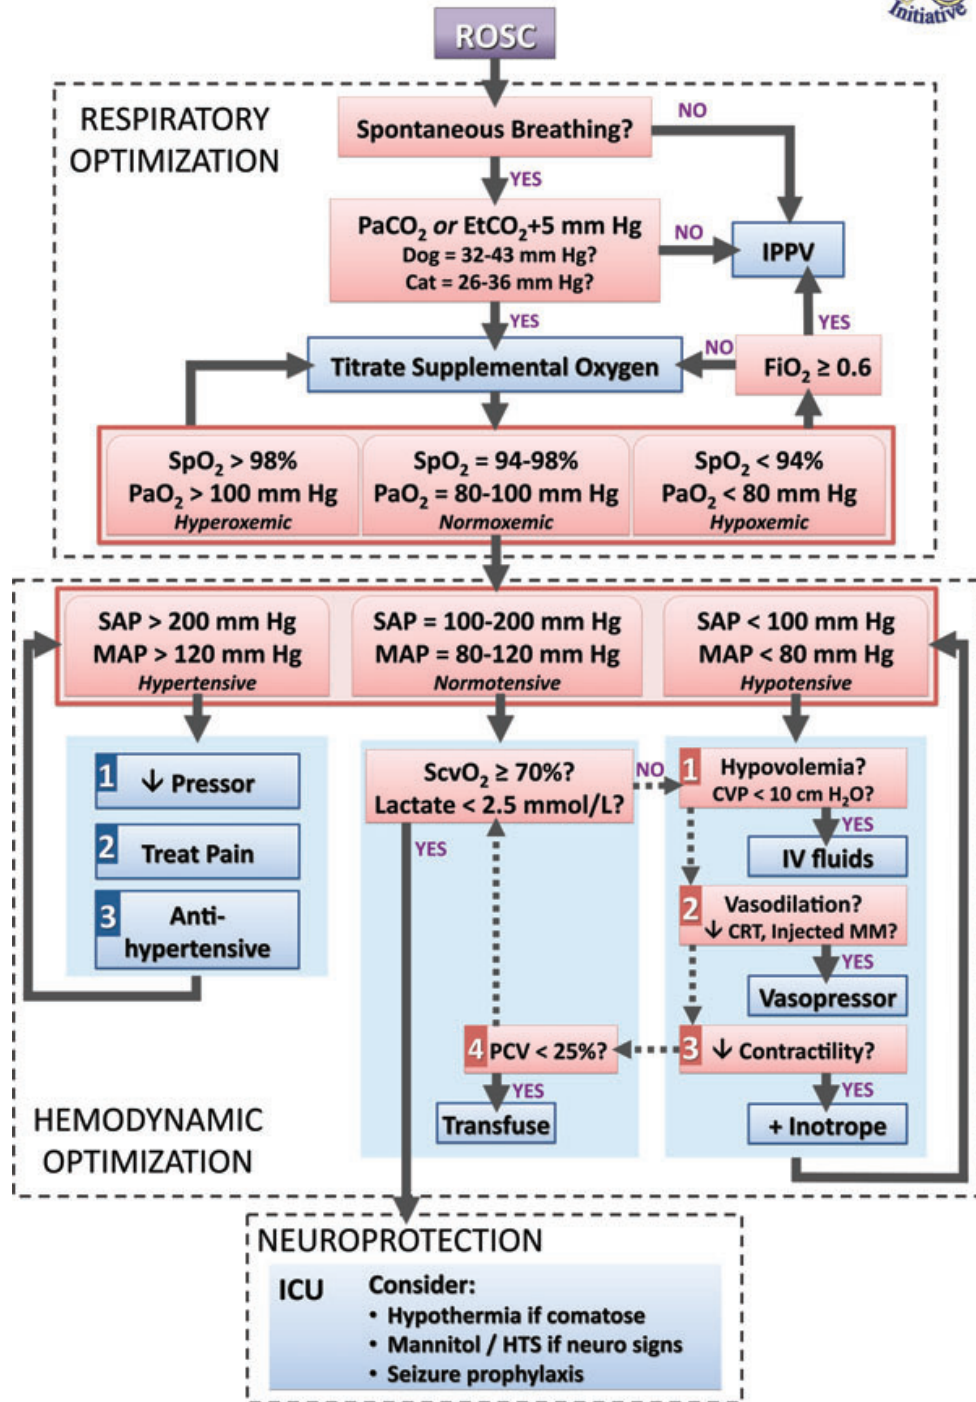 Initiative
ROSC
RESPIRATORY
OPTIMIZATION
Spontaneous Breathing?
NO
YES
PaCO₂ or EtCO₂+5 mm Hg
Dog = 32-43 mm Hg?
Cat = 26-36 mm Hg?
NO
IPPV
YES
YES
Titrate Supplemental Oxygen
NO
FiO₂ ≥ 0.6
SpO₂ > 98%
PaO₂ > 100 mm Hg
Hyperoxemic
SpO₂ = 94-98%
PaO₂ = 80-100 mm Hg
Normoxemic
SpO₂ < 94%
PaO₂ < 80 mm Hg
Hypoxemic
SAP > 200 mm Hg
MAP > 120 mm Hg
Hypertensive
SAP = 100-200 mm Hg
MAP = 80-120 mm Hg
Normotensive
SAP < 100 mm Hg
MAP < 80 mm Hg
Hypotensive
1 ↓ Pressor
2 Treat Pain
3 Anti-
hypertensive
ScvO₂ ≥ 70%?
Lactate < 2.5 mmol/L?
NO
YES
1 Hypovolemia?
CVP < 10 cm H₂O?
YES
IV fluids
2 Vasodilation?
↓ CRT, Injected MM?
YES
Vasopressor
3 ↓ Contractility?
YES
+ Inotrope
4 PCV < 25%?
YES
Transfuse
HEMODYNAMIC
OPTIMIZATION
NEUROPROTECTION
ICU
Consider:
• Hypothermia if comatose
• Mannitol / HTS if neuro signs
• Seizure prophylaxis